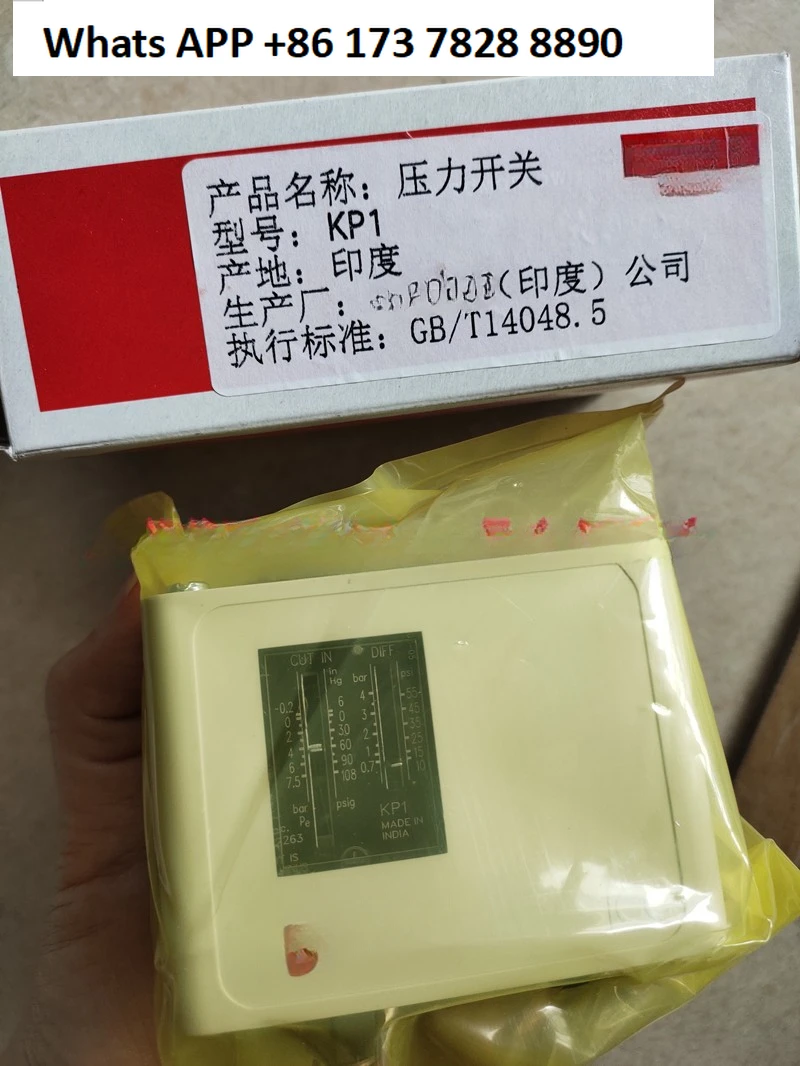 Whats APP +86 173 7828 8890
产品名称：压力开关
型号：KP1
产地：印度
生产厂：（印度）公司
执行标准：GB/T14048.5
CUT IN DIFF
In
Hg bar psi
-0.2 6 4 55
0 0 3 45
2 30 2 35
4 60 1 25
6 90 0.7 15
7.5 108 10
bar psig
Pe
KP1
MADE IN
INDIA
263
IS